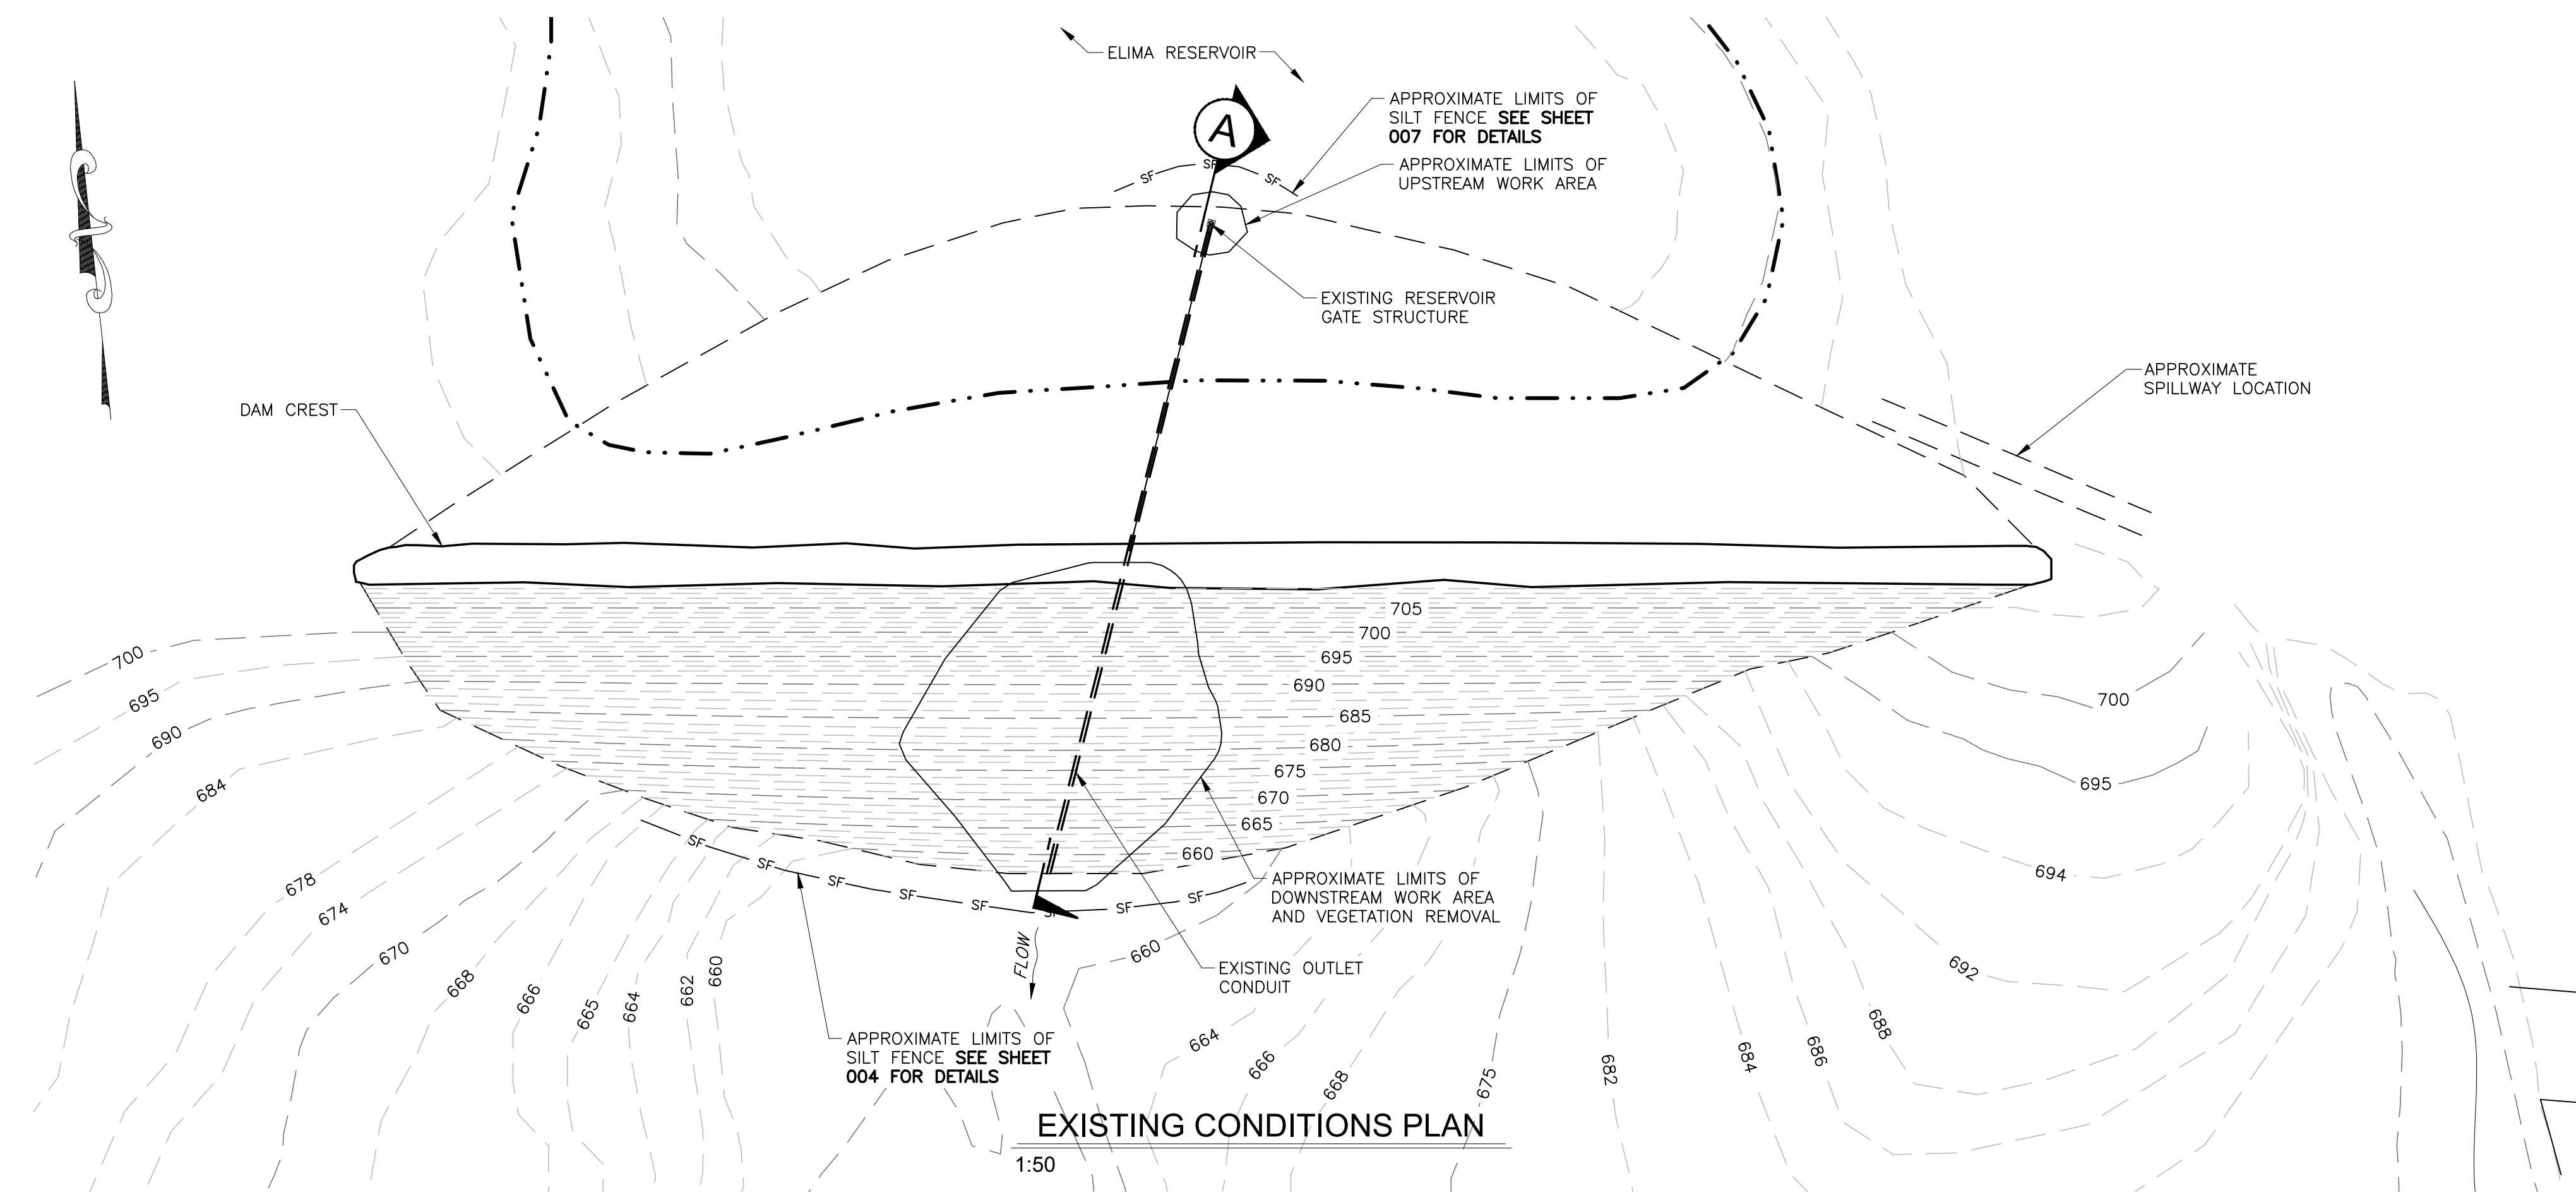 ELIMA RESERVOIR
A
APPROXIMATE LIMITS OF
SILT FENCE SEE SHEET
007 FOR DETAILS
APPROXIMATE LIMITS OF
UPSTREAM WORK AREA
SF
SF
SF
EXISTING RESERVOIR
GATE STRUCTURE
APPROXIMATE
SPILLWAY LOCATION
DAM CREST
705
700
695
690
685
680
675
670
665
660
700
695
690
684
678
674
670
668
666
665
664
662
660
SF
SF
SF
SF
SF
SF
SF
SF
APPROXIMATE LIMITS OF
DOWNSTREAM WORK AREA
AND VEGETATION REMOVAL
FLOW
EXISTING OUTLET
CONDUIT
APPROXIMATE LIMITS OF
SILT FENCE SEE SHEET
004 FOR DETAILS
660
664
666
668
675
682
684
686
688
692
694
695
700
EXISTING CONDITIONS PLAN
1:50